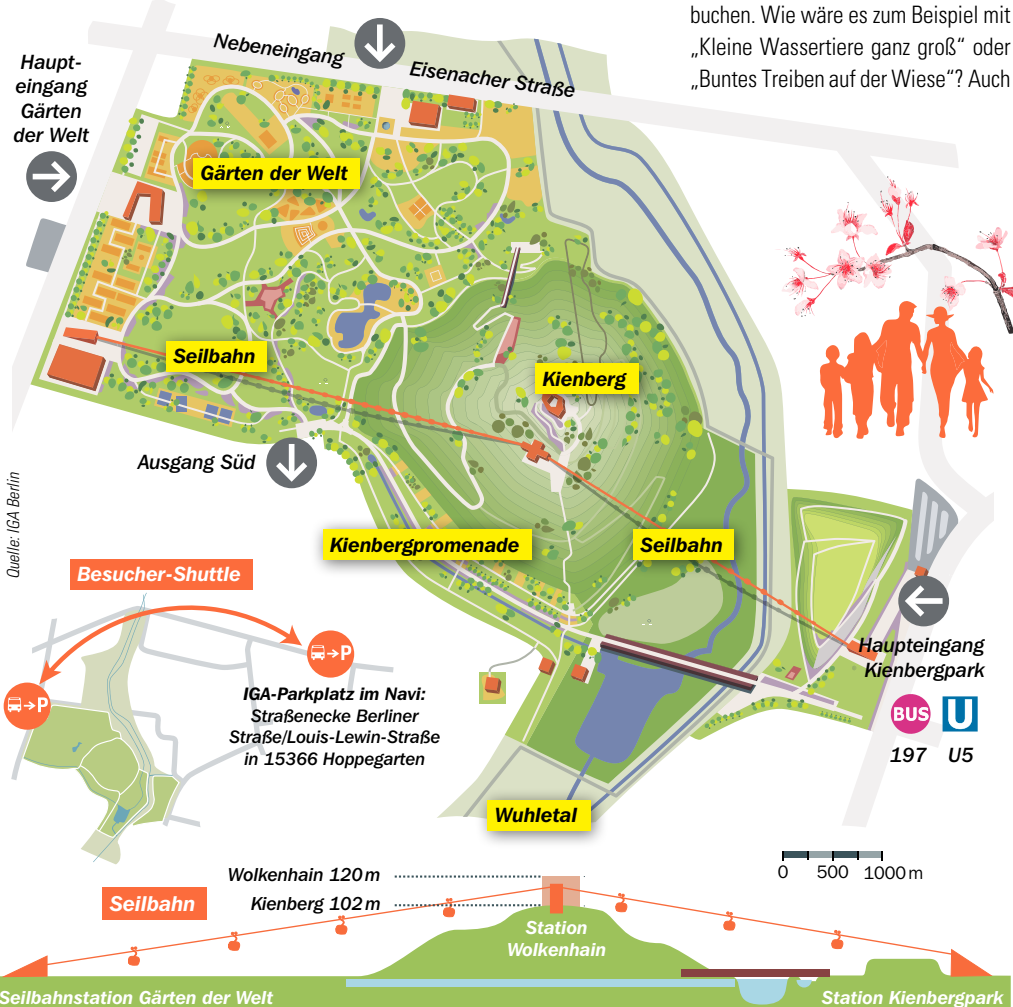 buchen. Wie wäre es zum Beispiel mit
„Kleine Wassertiere ganz groß“ oder
„Buntes Treiben auf der Wiese“? Auch
Nebeneingang
Eisenacher Straße
Haupt-
eingang
Gärten
der Welt
Gärten der Welt
Seilbahn
Kienberg
Ausgang Süd
Kienbergpromenade
Seilbahn
Quelle: IGA Berlin
Haupteingang
Kienbergpark
BUS
U
197
U5
Besucher-Shuttle
P
P
IGA-Parkplatz im Navi:
Straßenecke Berliner
Straße/Louis-Lewin-Straße
in 15366 Hoppegarten
Wuhletal
0 500 1000 m
Wolkenhain 120 m
Kienberg 102 m
Seilbahn
Station
Wolkenhain
Seilbahnstation Gärten der Welt
Station Kienbergpark